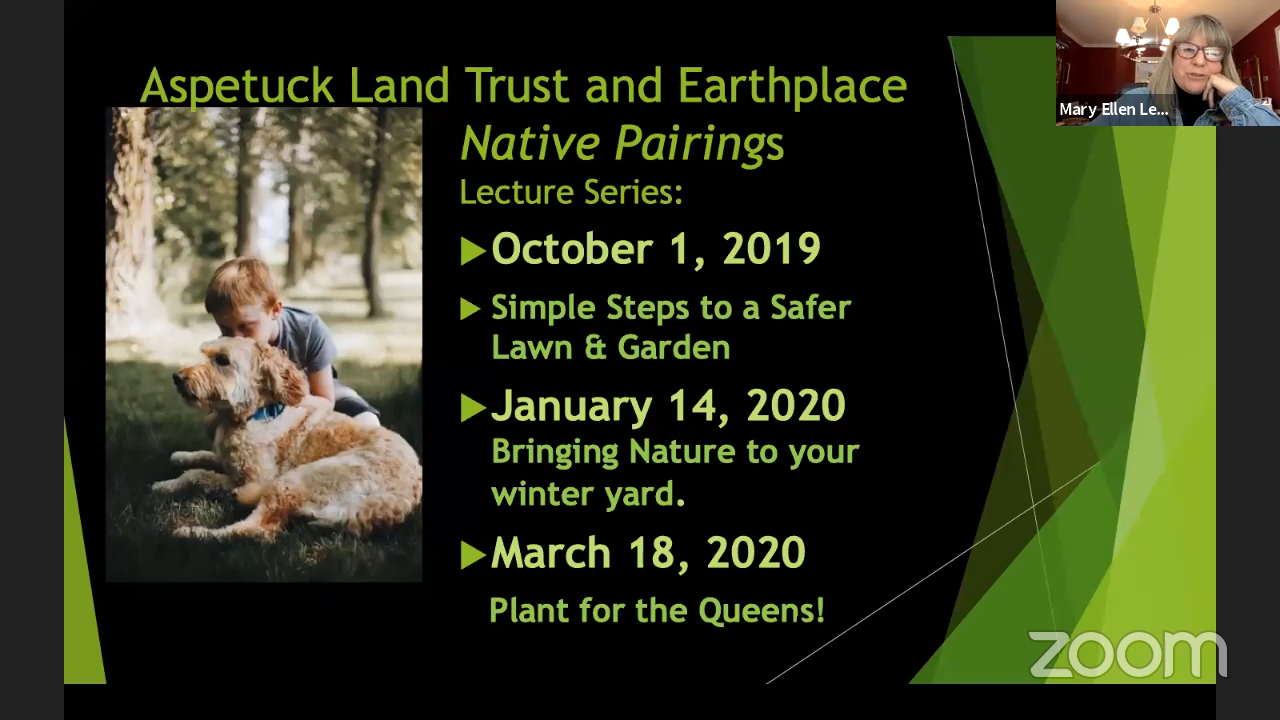 Aspetuck Land Trust and Earthplace
Native Pairings
Lecture Series:
October 1, 2019
Simple Steps to a Safer
Lawn & Garden
January 14, 2020
Bringing Nature to your
winter yard.
March 18, 2020
Plant for the Queens!
Mary Ellen Le...
zoom